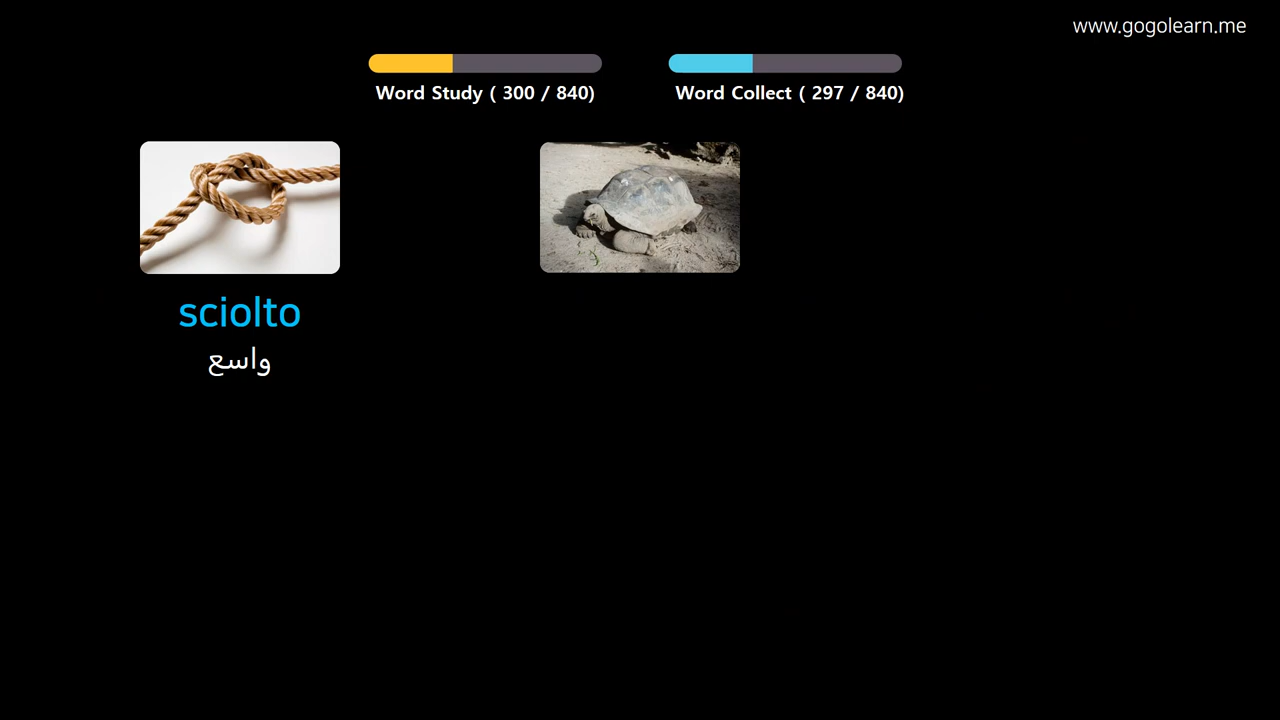 www.gogolearn.me
Word Study ( 300 / 840)
Word Collect ( 297 / 840)
sciolto
واسع